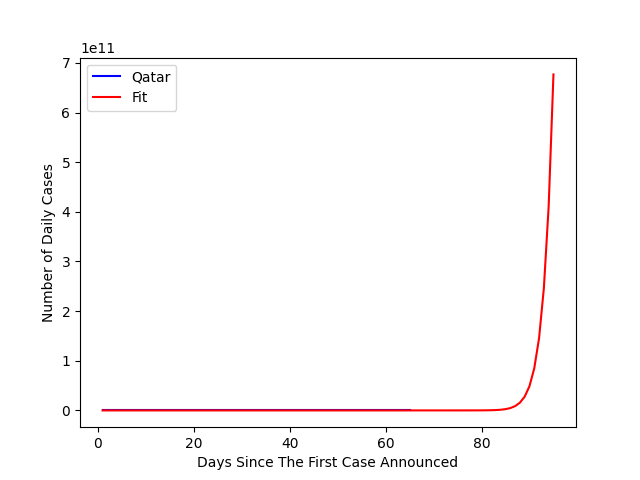 1e11
7
6
5
4
3
2
1
0
0 20 40 60 80
Number of Daily Cases
Days Since The First Case Announced
Qatar
Fit